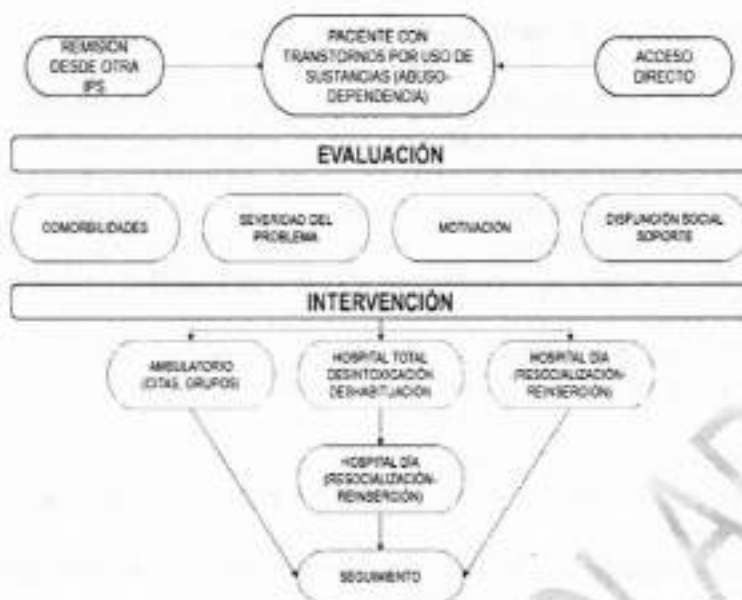 REMISIÓN
DESDE OTRA
IPS
PACIENTE CON
TRANSTORNOS POR USO DE
SUSTANCIAS (ABUSO-
DEPENDENCIA)
ACCESO
DIRECTO
EVALUACIÓN
COMORBILIDADES
SEVERIDAD DEL
PROBLEMA
MOTIVACIÓN
DISFUNCIÓN SOCIAL
SOPORTE
INTERVENCIÓN
AMBULATORIO
(CITAS, GRUPOS)
HOSPITAL TOTAL
DESINTOXICACIÓN
DESHABITUACIÓN
HOSPITAL DÍA
(RESOCIALIZACIÓN-
REINSERCIÓN)
HOSPITAL DÍA
(RESOCIALIZACIÓN-
REINSERCIÓN)
SEGUIMIENTO